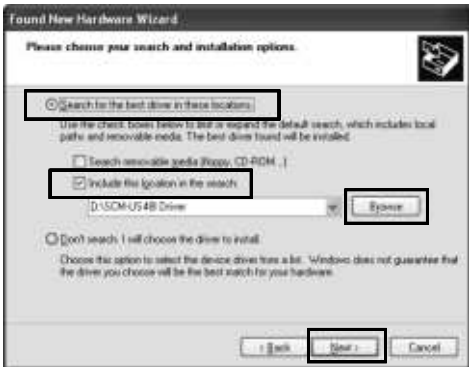 Found New Hardware Wizard
Please choose your search and installation options.
Search for the best driver in these locations.
Use the check boxes below to limit or expand the default search, which includes local
paths and removable media. The best driver found will be installed.
Search removable media (floppy, CD-ROM...)
Include this location in the search:
D:\SCM-US48 Driver
Browse
Don't search. I will choose the driver to install.
Choose this option to select the device driver from a list. Windows does not guarantee that
the driver you choose will be the best match for your hardware.
< Back
Next >
Cancel